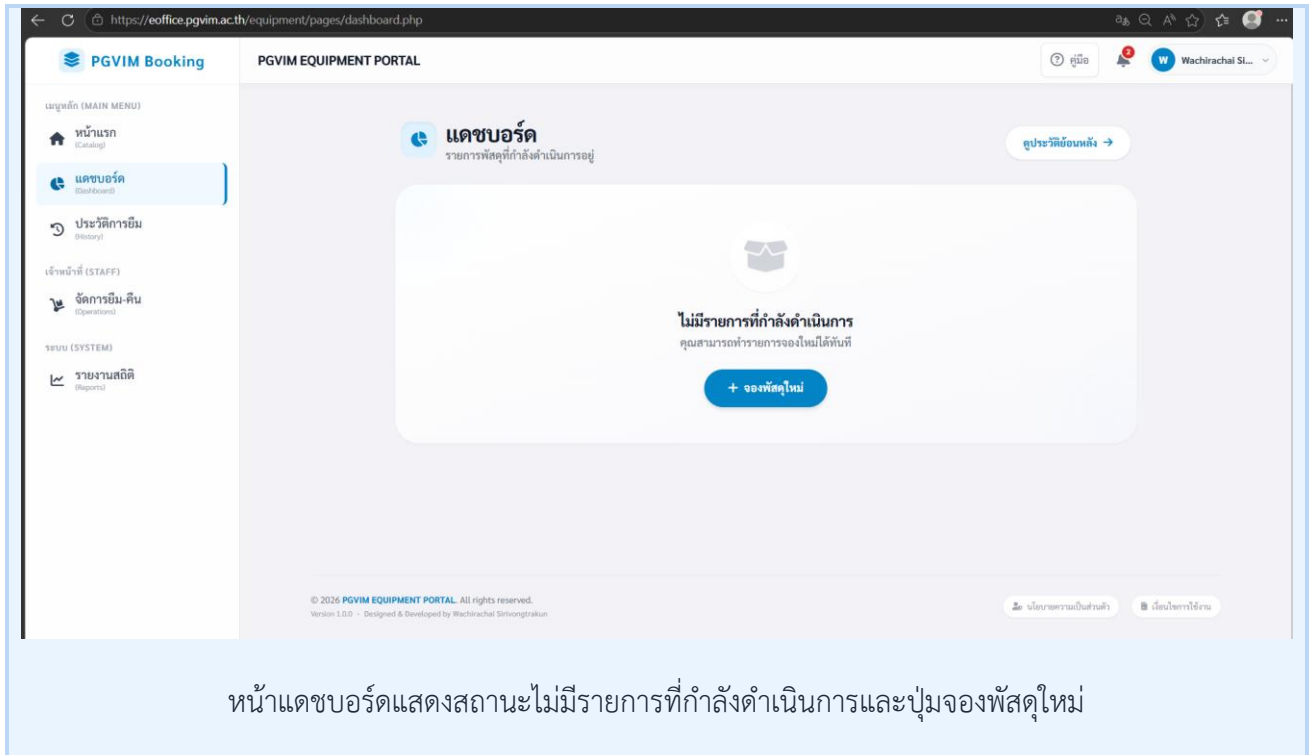 https://eoffice.pgvim.ac.th/equipment/pages/dashboard.php
PGVIM Booking
PGVIM EQUIPMENT PORTAL
คู่มือ
2
W
Wachirachai Si...
เมนูหลัก (MAIN MENU)
หน้าแรก
(Catalog)
แดชบอร์ด
(Dashboard)
ประวัติการยืม
(History)
เจ้าหน้าที่ (STAFF)
จัดการยืม-คืน
(Operations)
ระบบ (SYSTEM)
รายงานสถิติ
(Reports)
แดชบอร์ด
รายการพัสดุที่กำลังดำเนินการอยู่
ดูประวัติย้อนหลัง →
ไม่มีรายการที่กำลังดำเนินการ
คุณสามารถทำรายการจองใหม่ได้ทันที
+ จองพัสดุใหม่
© 2026 PGVIM EQUIPMENT PORTAL. All rights reserved.
Version 1.0.0 - Designed & Developed by Wachirachai Sirivongtrakun
นโยบายความเป็นส่วนตัว
เงื่อนไขการใช้งาน
หน้าแดชบอร์ดแสดงสถานะไม่มีรายการที่กำลังดำเนินการและปุ่มจองพัสดุใหม่